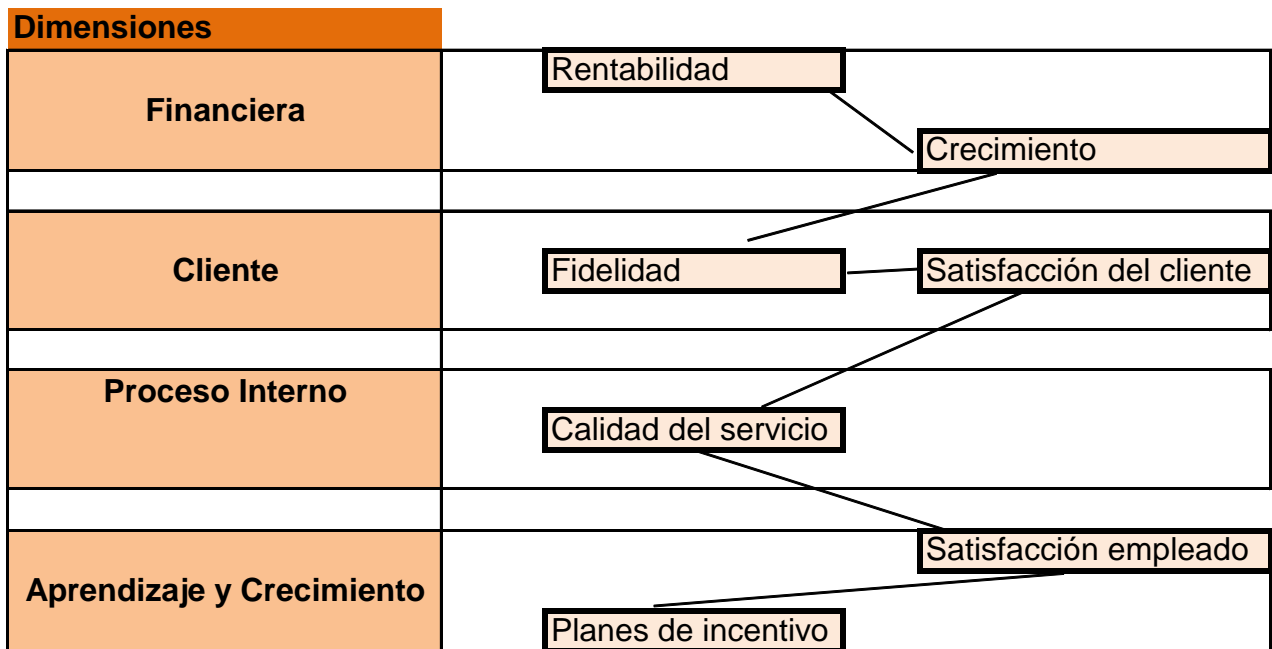 Dimensiones
Financiera
Rentabilidad
Crecimiento
Cliente
Fidelidad
Satisfacción del cliente
Proceso Interno
Calidad del servicio
Aprendizaje y Crecimiento
Satisfacción empleado
Planes de incentivo